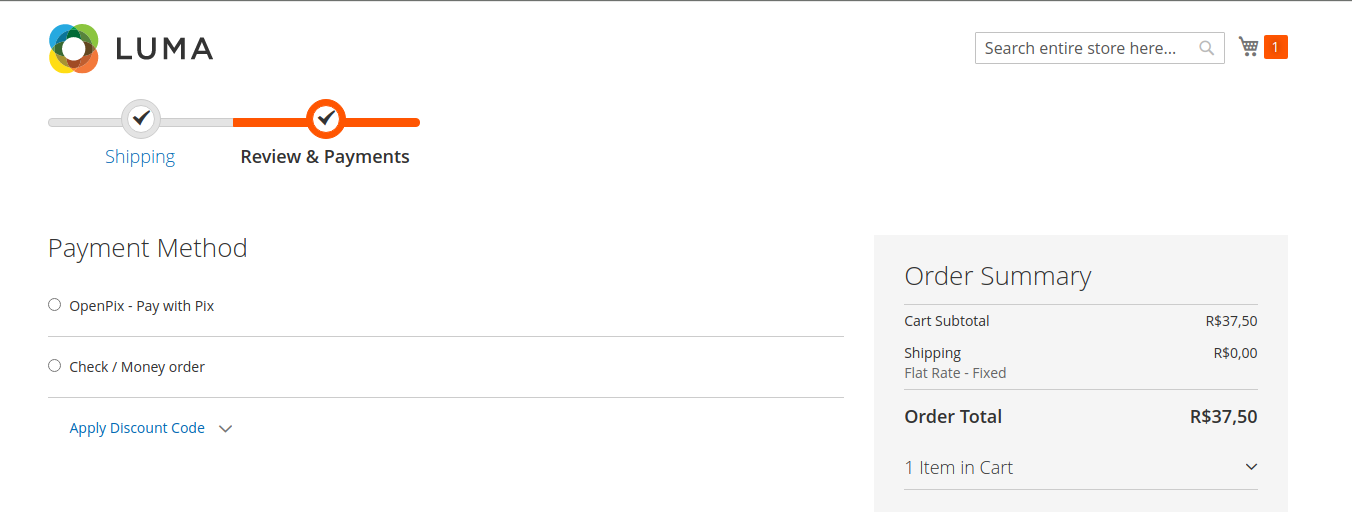 LUMA
Search entire store here...
1
Shipping
Review & Payments
Payment Method
OpenPix - Pay with Pix
Check / Money order
Apply Discount Code
Order Summary
Cart Subtotal R$37,50
Shipping R$0,00
Flat Rate - Fixed
Order Total R$37,50
1 Item in Cart